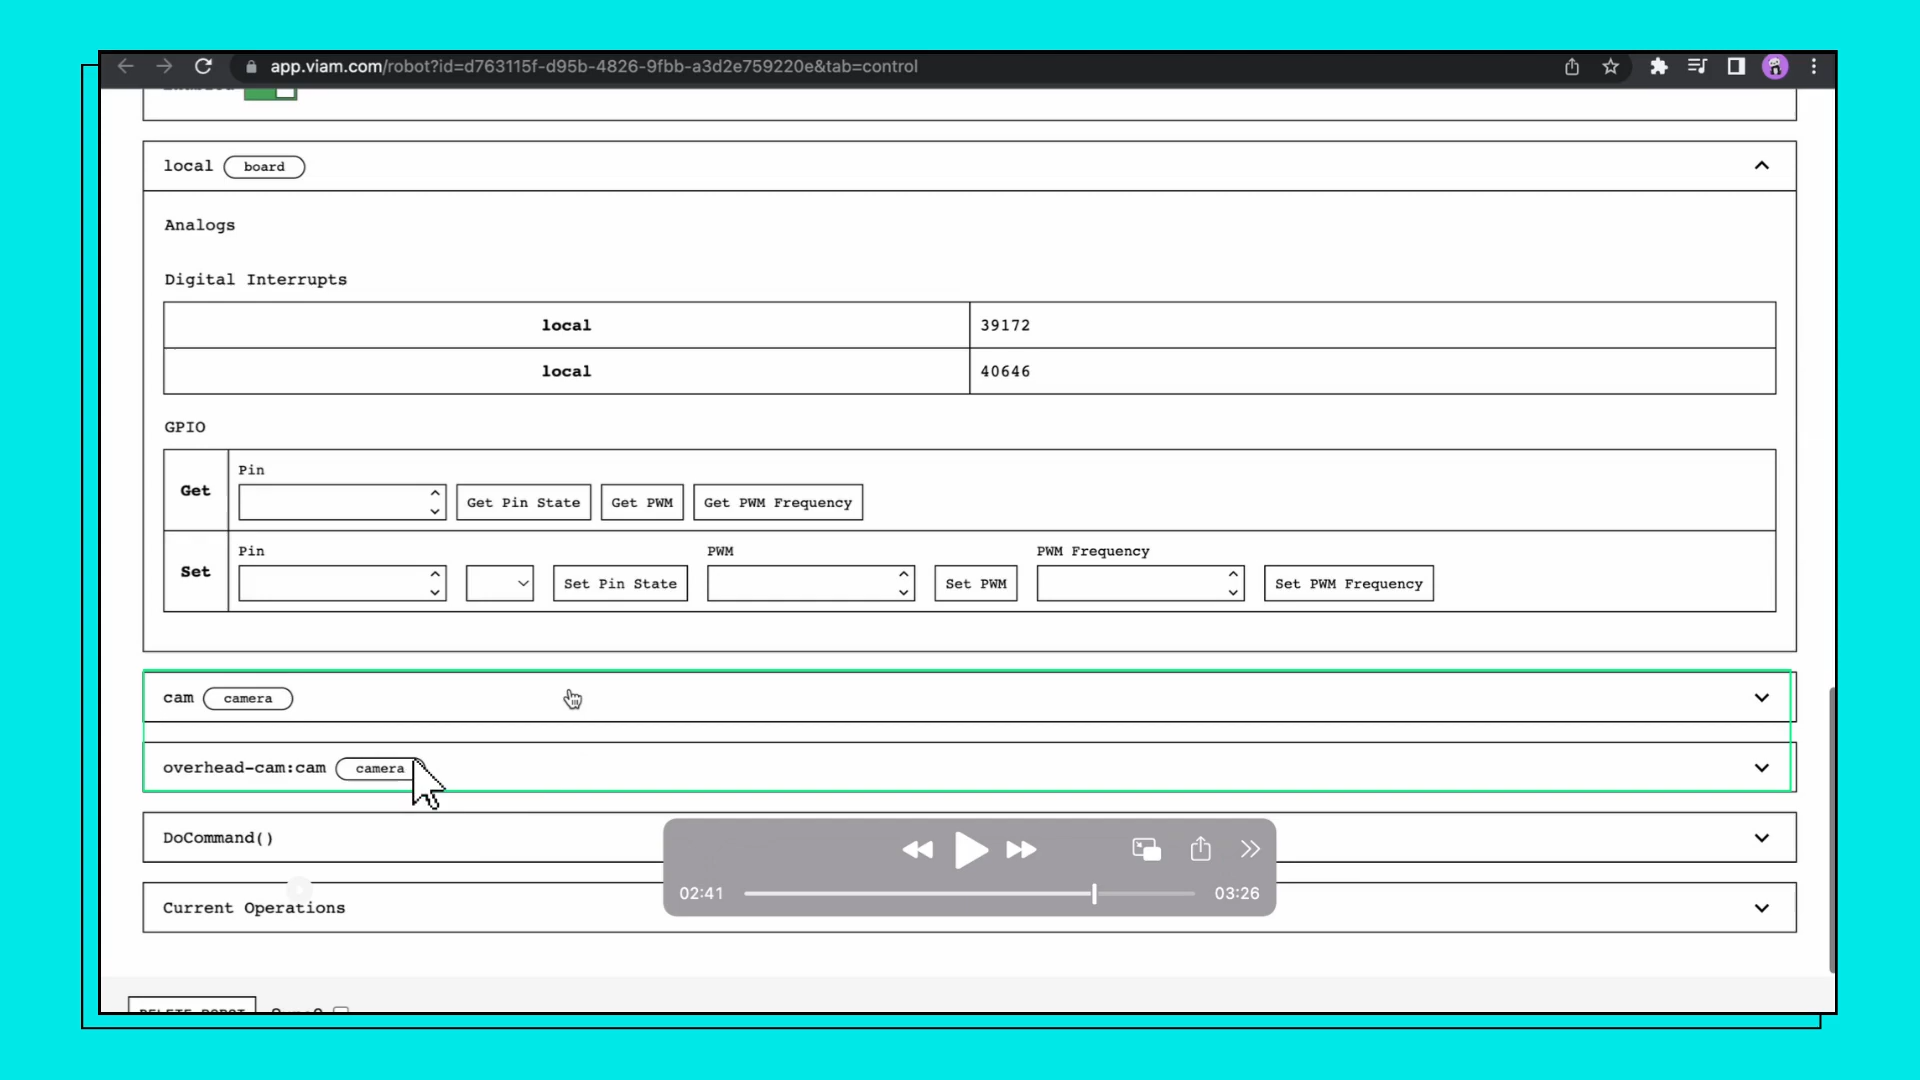 app.viam.com/robot?id=d763115f-d95b-4826-9fbb-a3d2e759220e&tab=control
local board
Analogs
Digital Interrupts
local 39172
local 40646
GPIO
Get Pin Get Pin State Get PWM Get PWM Frequency
Set Pin Set Pin State PWM Set PWM PWM Frequency Set PWM Frequency
cam camera
overhead-cam:cam camera
DoCommand()
02:41 03:26
Current Operations
DELETE ROBOT